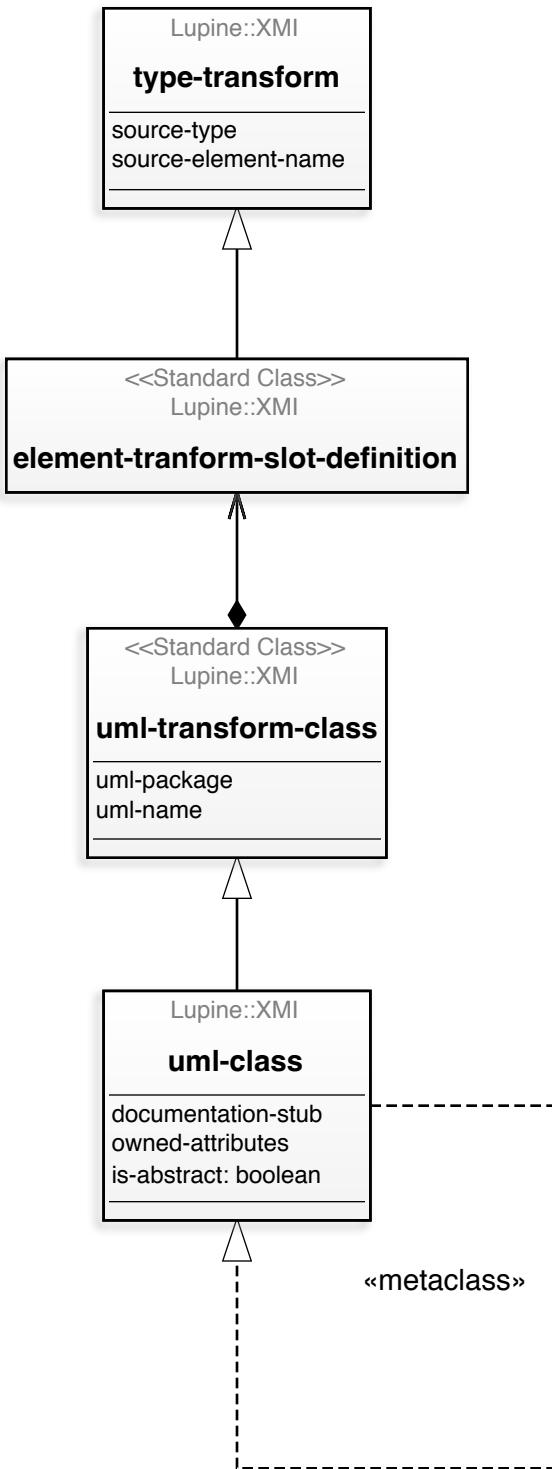 Lupine::XMI
type-transform
source-type
source-element-name
<<Standard Class>>
Lupine::XMI
element-tranform-slot-definition
<<Standard Class>>
Lupine::XMI
uml-transform-class
uml-package
uml-name
Lupine::XMI
uml-class
documentation-stub
owned-attributes
is-abstract: boolean
«metaclass»